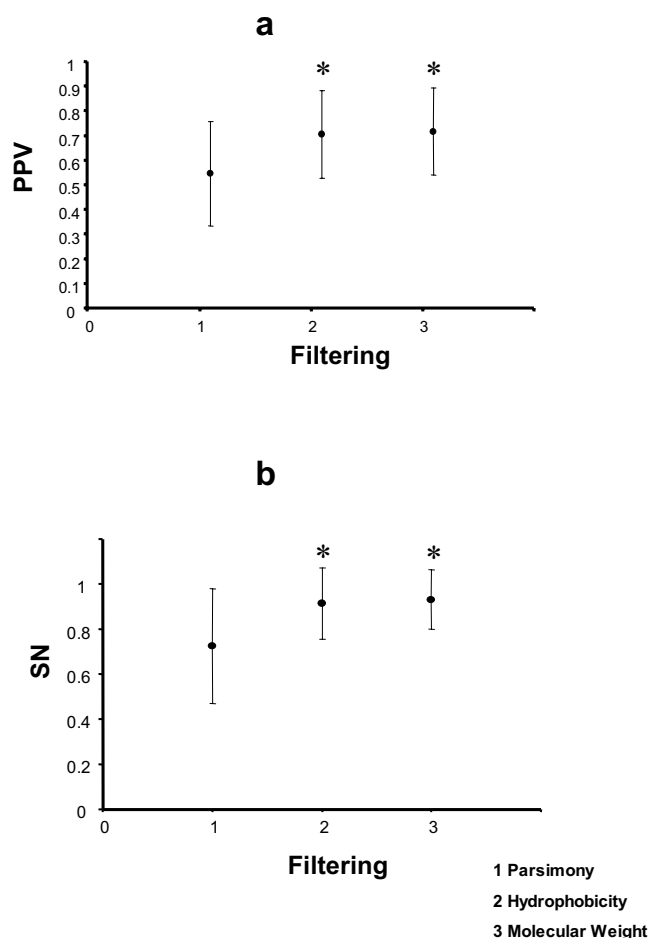 a
* *
1
0.9
0.8
0.7
0.6
0.5
0.4
0.3
0.2
0.1
0
PPV
0 1 2 3
Filtering
b
* *
1
0.8
0.6
0.4
0.2
0
SN
0 1 2 3
Filtering
1 Parsimony
2 Hydrophobicity
3 Molecular Weight